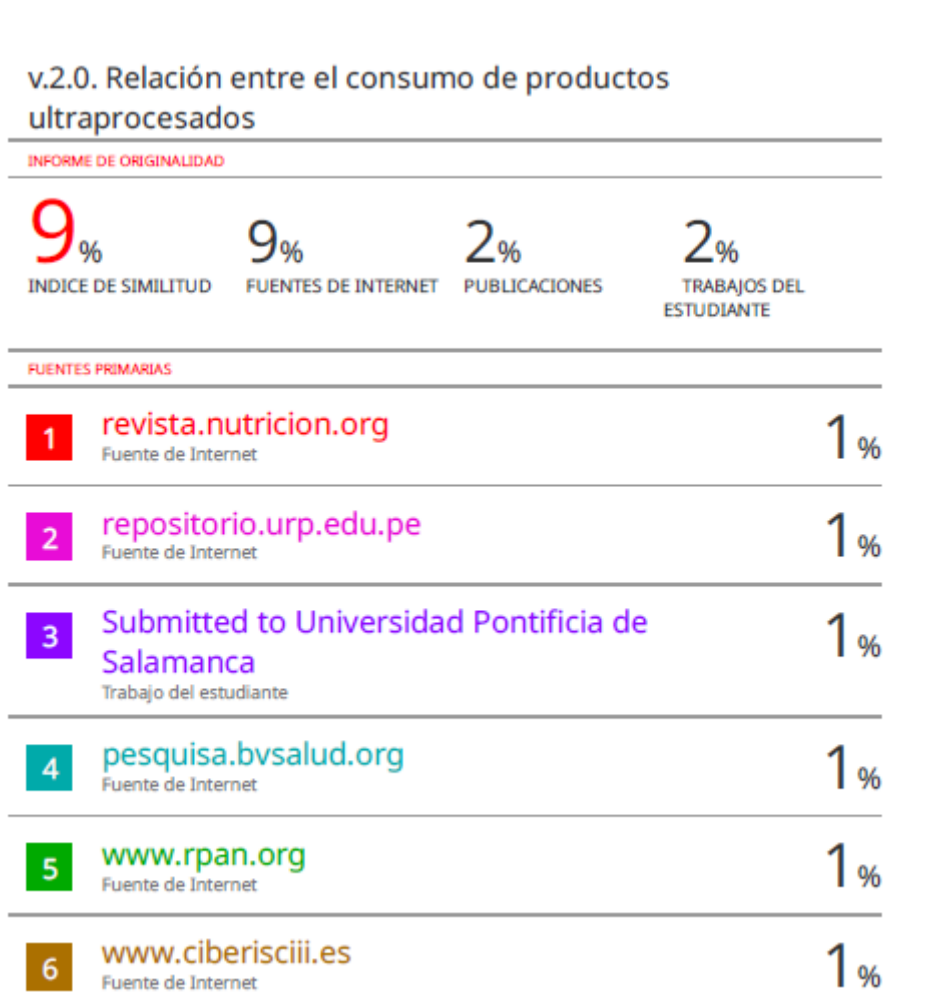 v.2.0. Relación entre el consumo de productos
ultraprocesados
INFORME DE ORIGINALIDAD
9% 9% 2% 2%
INDICE DE SIMILITUD FUENTES DE INTERNET PUBLICACIONES TRABAJOS DEL
ESTUDIANTE
FUENTES PRIMARIAS
1 revista.nutricion.org 1%
Fuente de Internet
2 repositorio.urp.edu.pe 1%
Fuente de Internet
3 Submitted to Universidad Pontificia de 1%
Salamanca
Trabajo del estudiante
4 pesquisa.bvsalud.org 1%
Fuente de Internet
5 www.rpan.org 1%
Fuente de Internet
6 www.ciberisciii.es 1%
Fuente de Internet